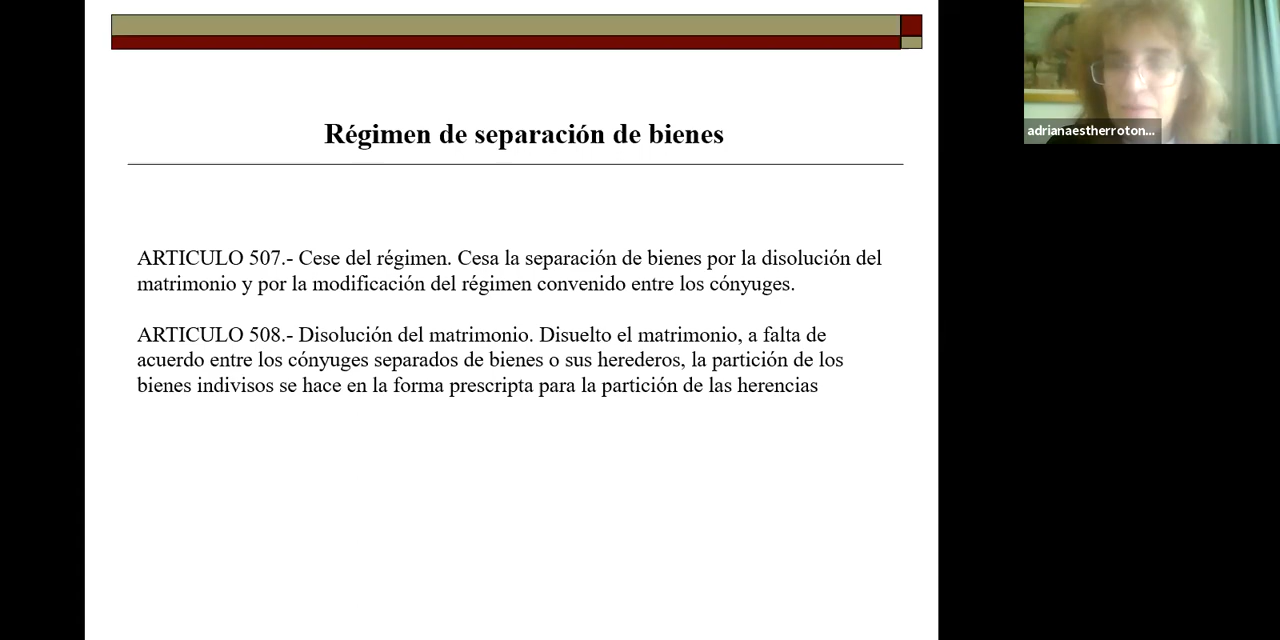 Régimen de separación de bienes
ARTICULO 507.- Cese del régimen. Cesa la separación de bienes por la disolución del
matrimonio y por la modificación del régimen convenido entre los cónyuges.
ARTICULO 508.- Disolución del matrimonio. Disuelto el matrimonio, a falta de
acuerdo entre los cónyuges separados de bienes o sus herederos, la partición de los
bienes indivisos se hace en la forma prescripta para la partición de las herencias
adrianaestherroton...